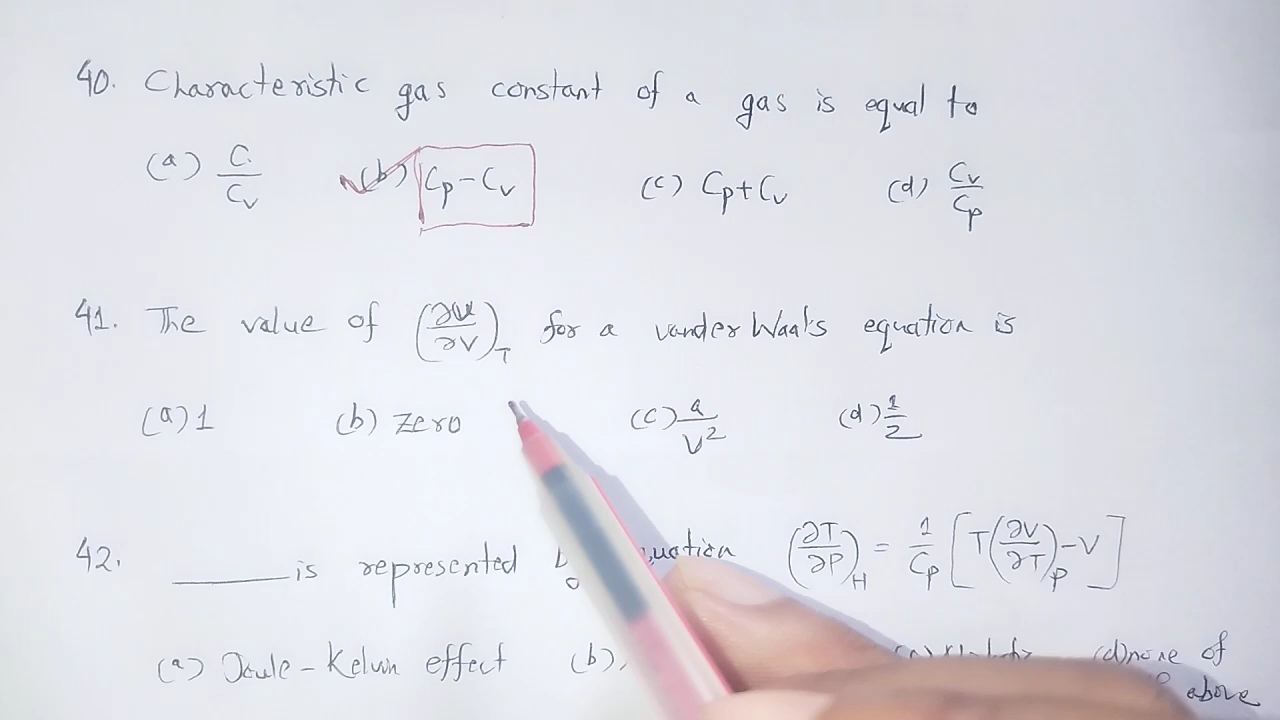 40. Characteristic gas constant of a gas is equal to
(a) C/Cv (b) Cp-Cv (c) Cp+Cv (d) Cv/Cp
41. The value of (∂U/∂V)T for a vander Waals equation is
(a) 1 (b) zero (c) a/V² (d) 1/2
42. ______ is represented (∂T/∂P)H = 1/Cp [T(∂V/∂T)P-V]
(a) Joule-Kelvin effect (b) (d) none of
above